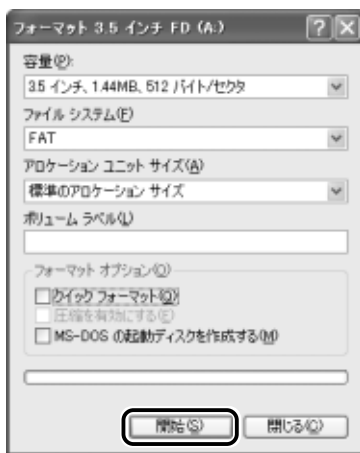 フォーマット 3.5 インチ FD (A:)
容量(P):
3.5 インチ、1.44MB、512 バイト/セクタ
ファイル システム(F)
FAT
アロケーション ユニット サイズ(A)
標準のアロケーション サイズ
ボリューム ラベル(L)
フォーマット オプション(O)
クイック フォーマット(Q)
圧縮を有効にする(E)
MS-DOS の起動ディスクを作成する(M)
開始(S) 閉じる(C)